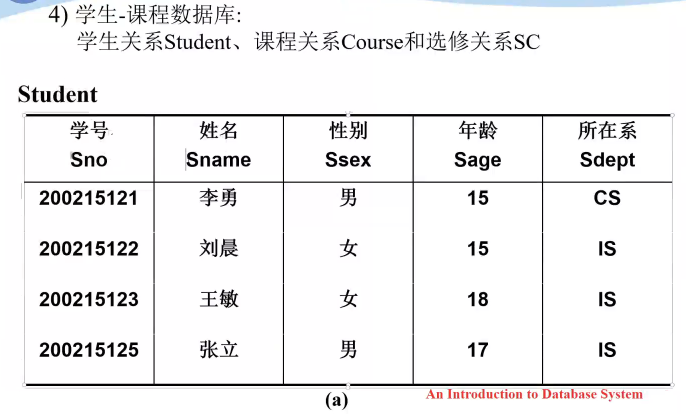 4) 学生-课程数据库:
学生关系Student、课程关系Course和选修关系SC
Student
学号 姓名 性别 年龄 所在系
Sno Sname Ssex Sage Sdept
200215121 李勇 男 15 CS
200215122 刘晨 女 15 IS
200215123 王敏 女 18 IS
200215125 张立 男 17 IS
(a)
An Introduction to Database System